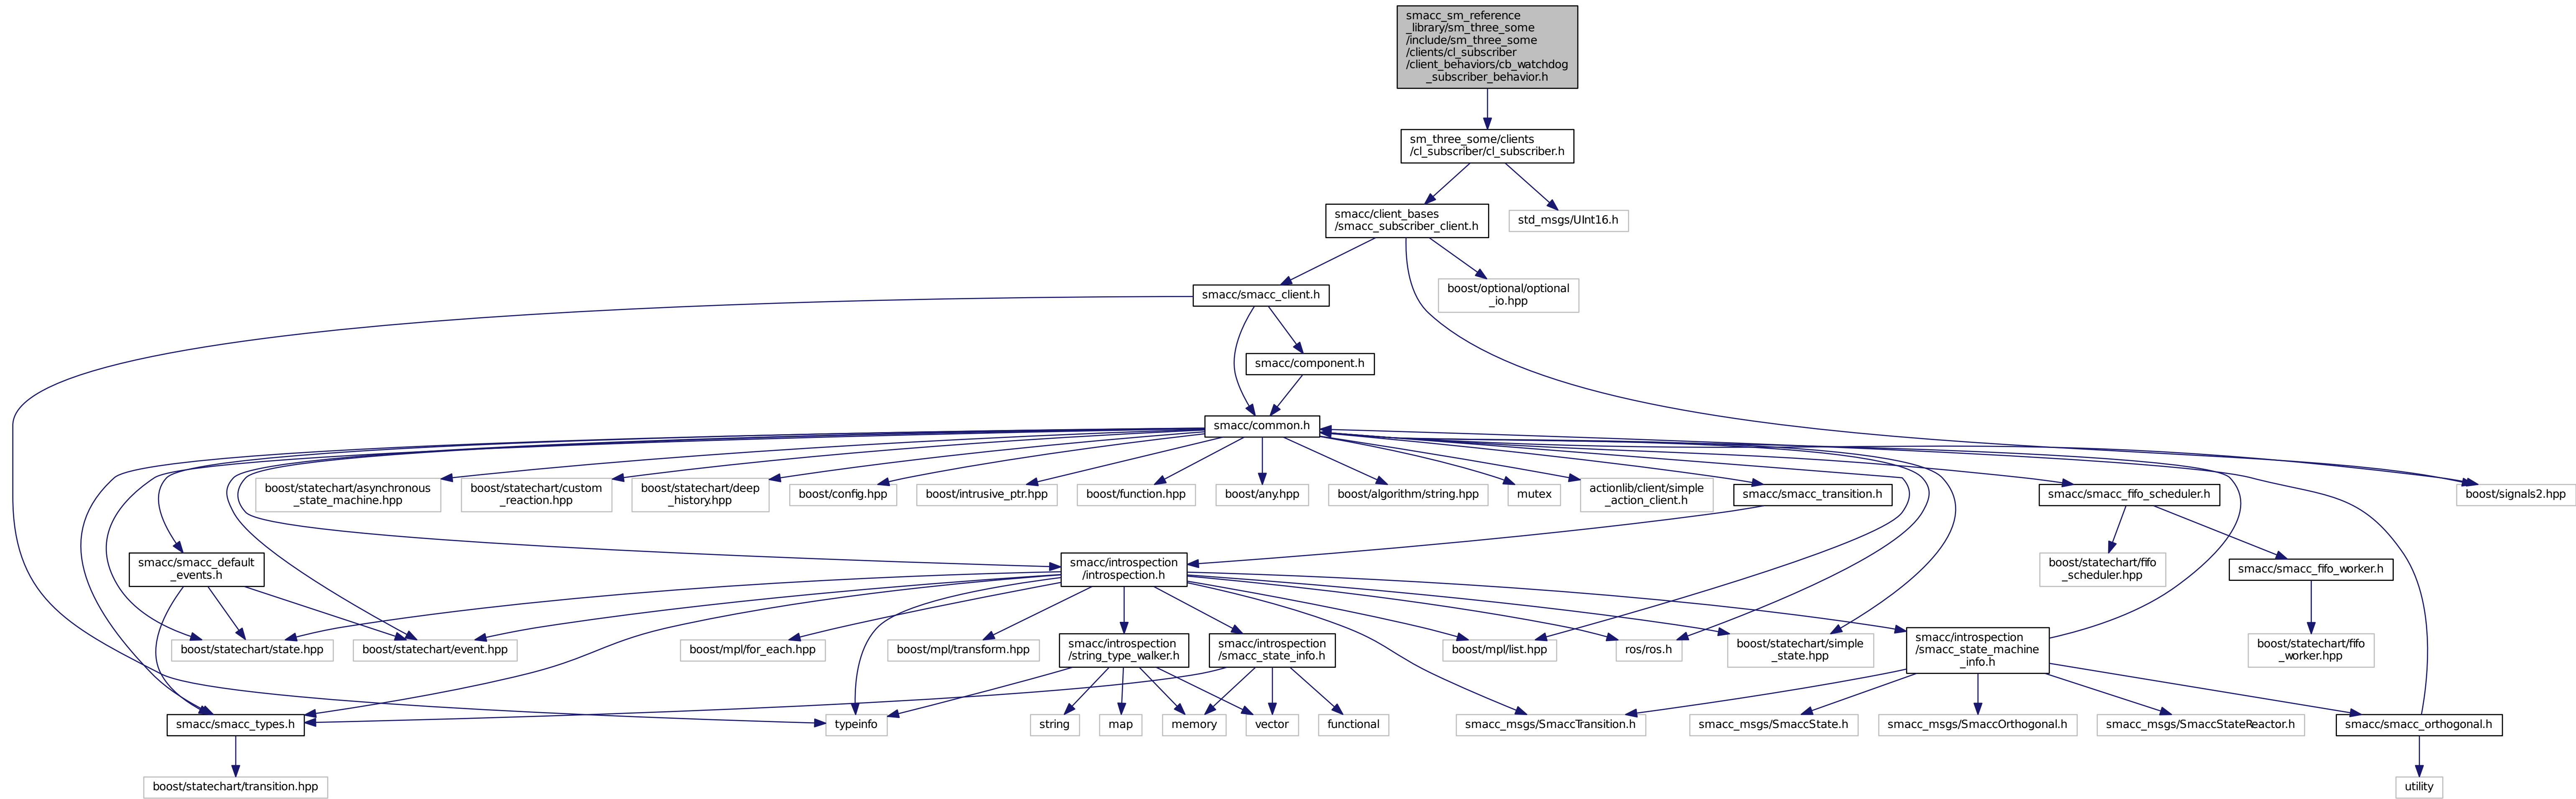 smacc_sm_reference
_library/sm_three_some
/include/sm_three_some
/clients/cl_subscriber
/client_behaviors/cb_watchdog
_subscriber_behavior.h
sm_three_some/clients
/cl_subscriber/cl_subscriber.h
smacc/client_bases
/smacc_subscriber_client.h
std_msgs/UInt16.h
smacc/smacc_client.h
boost/optional/optional
_io.hpp
smacc/component.h
smacc/common.h
boost/statechart/asynchronous
_state_machine.hpp
boost/statechart/custom
_reaction.hpp
boost/statechart/deep
_history.hpp
boost/config.hpp
boost/intrusive_ptr.hpp
boost/function.hpp
boost/any.hpp
boost/algorithm/string.hpp
mutex
actionlib/client/simple
_action_client.h
smacc/smacc_transition.h
smacc/smacc_fifo_scheduler.h
boost/signals2.hpp
smacc/smacc_default
_events.h
smacc/introspection
/introspection.h
boost/statechart/fifo
_scheduler.hpp
smacc/smacc_fifo_worker.h
boost/statechart/state.hpp
boost/statechart/event.hpp
boost/mpl/for_each.hpp
boost/mpl/transform.hpp
smacc/introspection
/string_type_walker.h
smacc/introspection
/smacc_state_info.h
boost/mpl/list.hpp
ros/ros.h
boost/statechart/simple
_state.hpp
smacc/introspection
/smacc_state_machine
_info.h
boost/statechart/fifo
_worker.hpp
smacc/smacc_types.h
typeinfo
string
map
memory
vector
functional
smacc_msgs/SmaccTransition.h
smacc_msgs/SmaccState.h
smacc_msgs/SmaccOrthogonal.h
smacc_msgs/SmaccStateReactor.h
smacc/smacc_orthogonal.h
boost/statechart/transition.hpp
utility